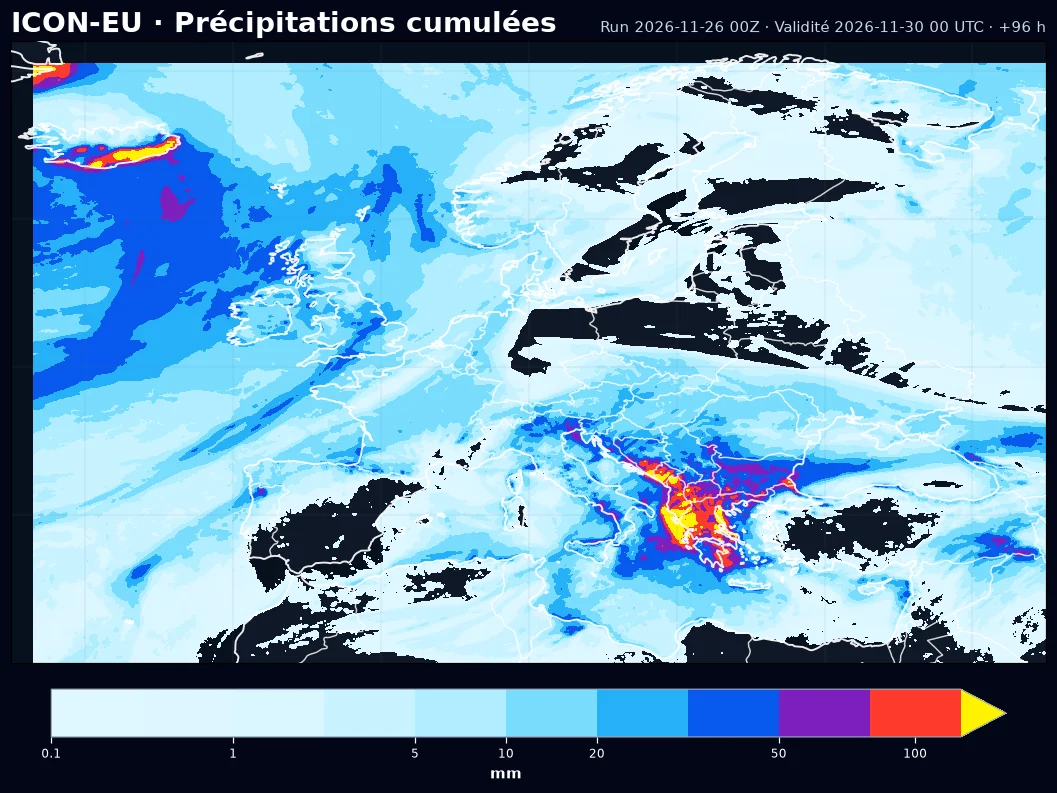 ICON-EU · Précipitations cumulées
Run 2026-11-26 00Z · Validité 2026-11-30 00 UTC · +96 h
0.1 1 5 10 20 50 100
mm